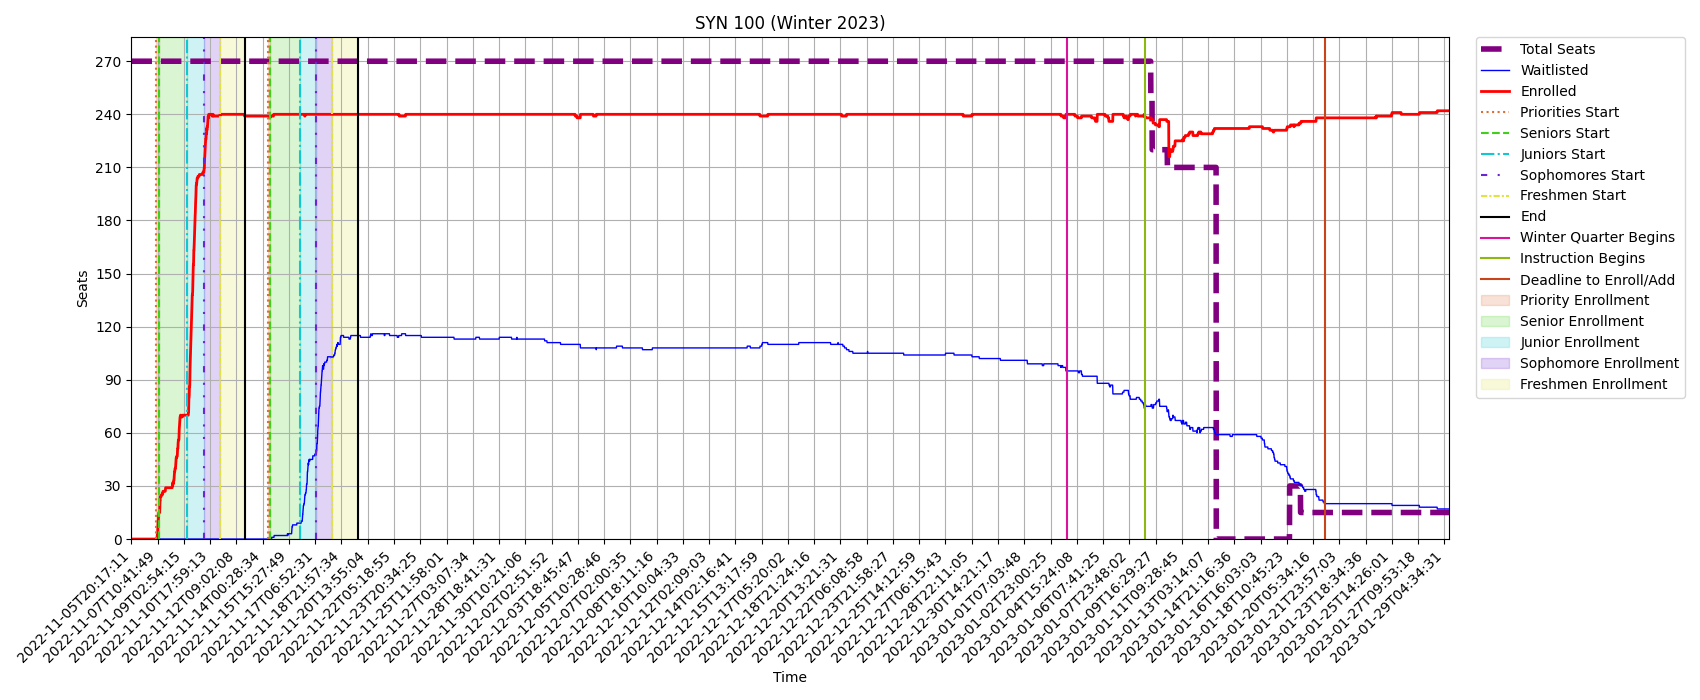 SYN 100 (Winter 2023)
Seats
270
240
210
180
150
120
90
60
30
0
2022-11-05T20:17:11
2022-11-07T10:41:49
2022-11-09T02:54:15
2022-11-10T17:59:13
2022-11-12T09:02:08
2022-11-14T00:28:34
2022-11-15T15:27:49
2022-11-17T06:52:31
2022-11-18T21:57:34
2022-11-20T13:55:04
2022-11-22T05:18:55
2022-11-23T20:34:25
2022-11-25T11:58:01
2022-11-27T03:07:34
2022-11-28T18:41:31
2022-11-30T10:21:06
2022-12-02T02:51:52
2022-12-03T18:45:47
2022-12-05T10:28:46
2022-12-07T02:00:35
2022-12-08T18:11:16
2022-12-10T10:04:33
2022-12-12T02:09:03
2022-12-14T02:16:41
2022-12-15T13:17:59
2022-12-17T05:20:02
2022-12-18T21:24:16
2022-12-20T13:21:31
2022-12-22T06:08:58
2022-12-23T21:58:27
2022-12-25T14:12:59
2022-12-27T06:15:43
2022-12-28T22:11:05
2022-12-30T14:21:17
2023-01-01T07:03:48
2023-01-02T23:00:25
2023-01-04T15:24:08
2023-01-06T07:41:25
2023-01-07T23:48:02
2023-01-09T16:29:27
2023-01-11T09:28:45
2023-01-13T03:14:07
2023-01-14T21:16:36
2023-01-16T16:03:03
2023-01-18T10:45:23
2023-01-20T05:34:16
2023-01-21T23:57:03
2023-01-23T18:34:36
2023-01-25T14:26:01
2023-01-27T09:53:18
2023-01-29T04:34:31
Time
Total Seats
Waitlisted
Enrolled
Priorities Start
Seniors Start
Juniors Start
Sophomores Start
Freshmen Start
End
Winter Quarter Begins
Instruction Begins
Deadline to Enroll/Add
Priority Enrollment
Senior Enrollment
Junior Enrollment
Sophomore Enrollment
Freshmen Enrollment